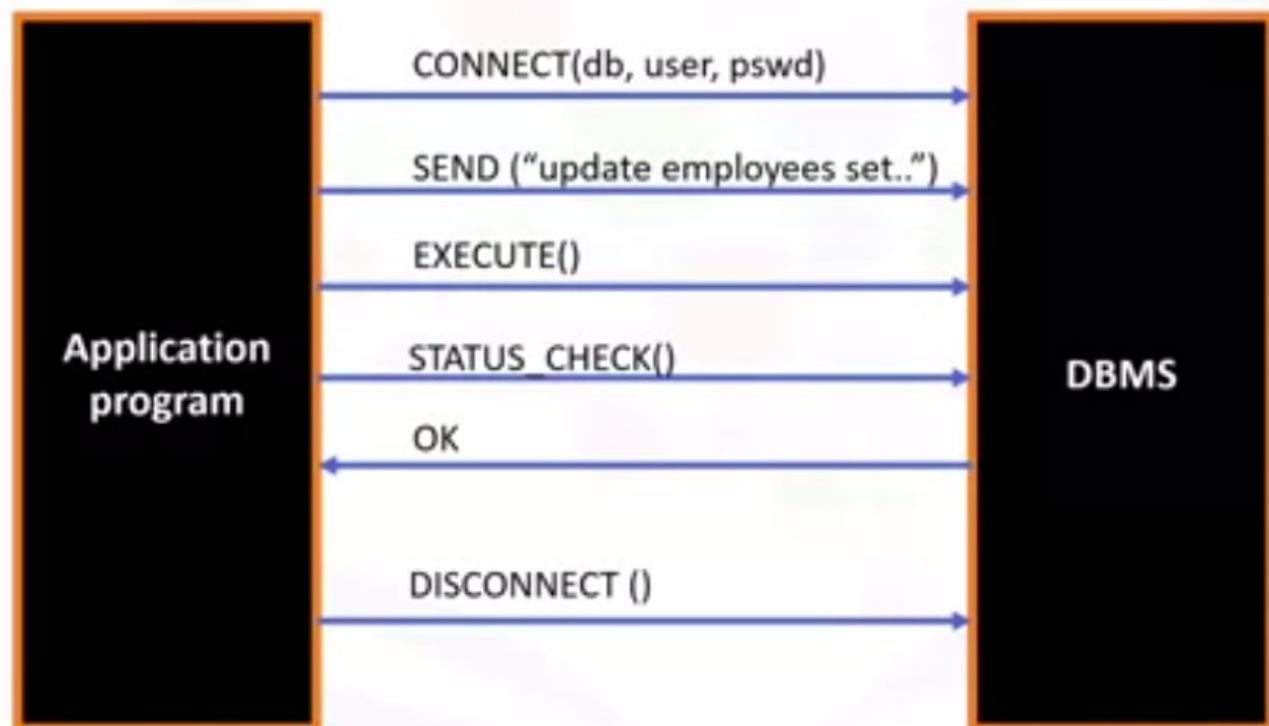 CONNECT(db, user, pswd)
SEND (“update employees set..”)
EXECUTE()
Application
program
STATUS_CHECK()
DBMS
OK
DISCONNECT ()